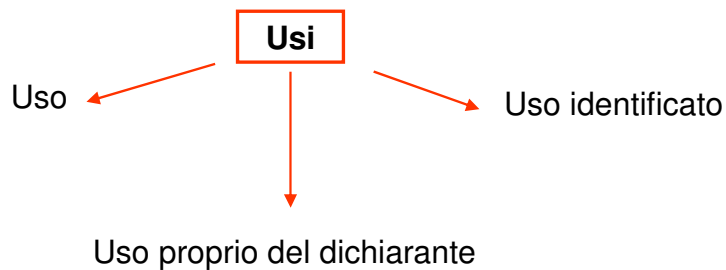 Usi
Uso
Uso identificato
Uso proprio del dichiarante